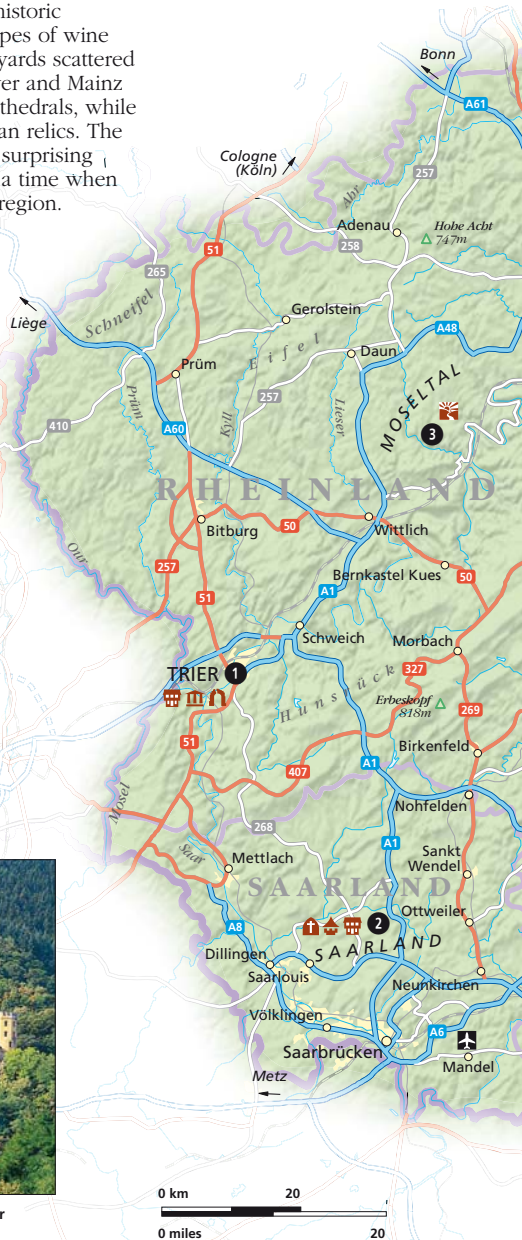 historic
pes of wine
yards scattered
er and Mainz
thedrals, while
an relics. The
surprising
a time when
region.
Bonn
A61
257
Cologne
(Köln)
Ahr
Adenau
Hohe Acht
747m
258
51
265
Liège
Schneifel
Gerolstein
A48
Eifel
Daun
Prüm
Prüm
Kyll
257
Lieser
MOSELTAL
3
410
A60
RHEINLAND
Bitburg
50
Wittlich
Our
257
51
Bernkastel Kues
50
A1
Schweich
Morbach
TRIER 1
327
Hunsrück
Erbeskopf
818m
269
51
Birkenfeld
407
A1
Mosel
Nohfelden
268
A1
Saar
Mettlach
Sankt
Wendel
SAARLAND
Ottweiler
2
A8
SAARLAND
Dillingen
Saarlouis
Neunkirchen
Völklingen
A6
Saarbrücken
Mandel
Metz
0 km 20
0 miles 20
r